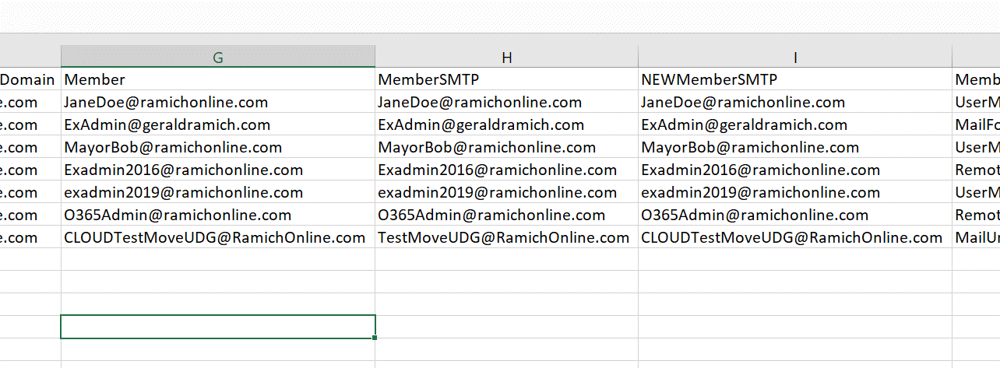 G H I
Domain Member MemberSMTP NEWMemberSMTP Memb
e.com JaneDoe@ramichonline.com JaneDoe@ramichonline.com JaneDoe@ramichonline.com UserM
e.com ExAdmin@geraldramich.com ExAdmin@geraldramich.com ExAdmin@geraldramich.com MailFo
e.com MayorBob@ramichonline.com MayorBob@ramichonline.com MayorBob@ramichonline.com UserM
e.com Exadmin2016@ramichonline.com Exadmin2016@ramichonline.com Exadmin2016@ramichonline.com Remot
e.com exadmin2019@ramichonline.com exadmin2019@ramichonline.com exadmin2019@ramichonline.com UserM
e.com O365Admin@ramichonline.com O365Admin@ramichonline.com O365Admin@ramichonline.com Remot
e.com CLOUDTestMoveUDG@RamichOnline.com TestMoveUDG@RamichOnline.com CLOUDTestMoveUDG@RamichOnline.com MailUn